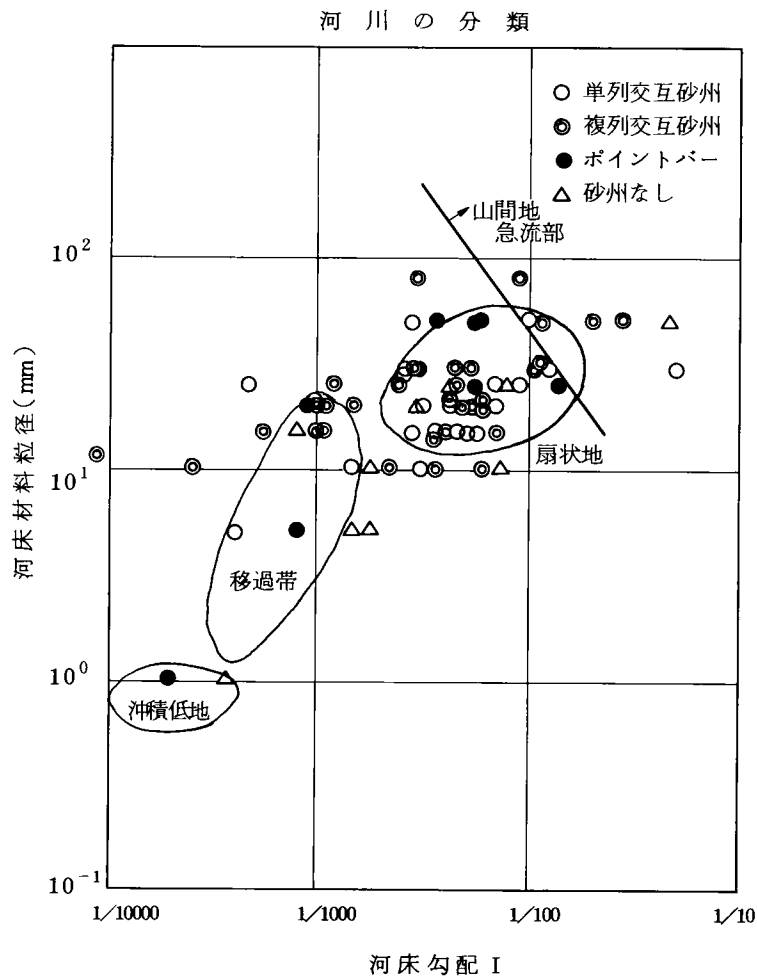 河川の分類
単列交互砂州
複列交互砂州
ポイントバー
砂州なし
山間地
急流部
扇状地
移過帯
沖積低地
河床材料粒径(mm)
10²
10¹
10⁰
10⁻¹
1/10000
1/1000
1/100
1/10
河床勾配 I